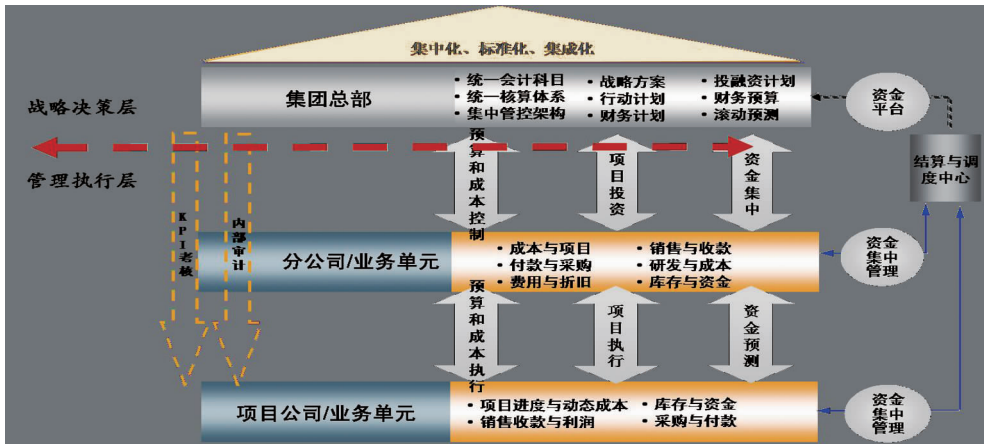 集中化、标准化、集成化
集团总部
• 统一会计科目
• 统一核算体系
• 集中管控架构
• 战略方案
• 行动计划
• 财务计划
• 投融资计划
• 财务预算
• 滚动预测
资金
平台
战略决策层
管理执行层
结算与调
度中心
预算和成本控制
项目投资
资金集中
KPI考核
内部审计
分公司/业务单元
• 成本与项目
• 付款与采购
• 费用与折旧
• 销售与收款
• 研发与成本
• 库存与资金
资金
集中
管理
预算和成本执行
项目执行
资金预测
项目公司/业务单元
• 项目进度与动态成本
• 销售收款与利润
• 库存与资金
• 采购与付款
资金
集中
管理